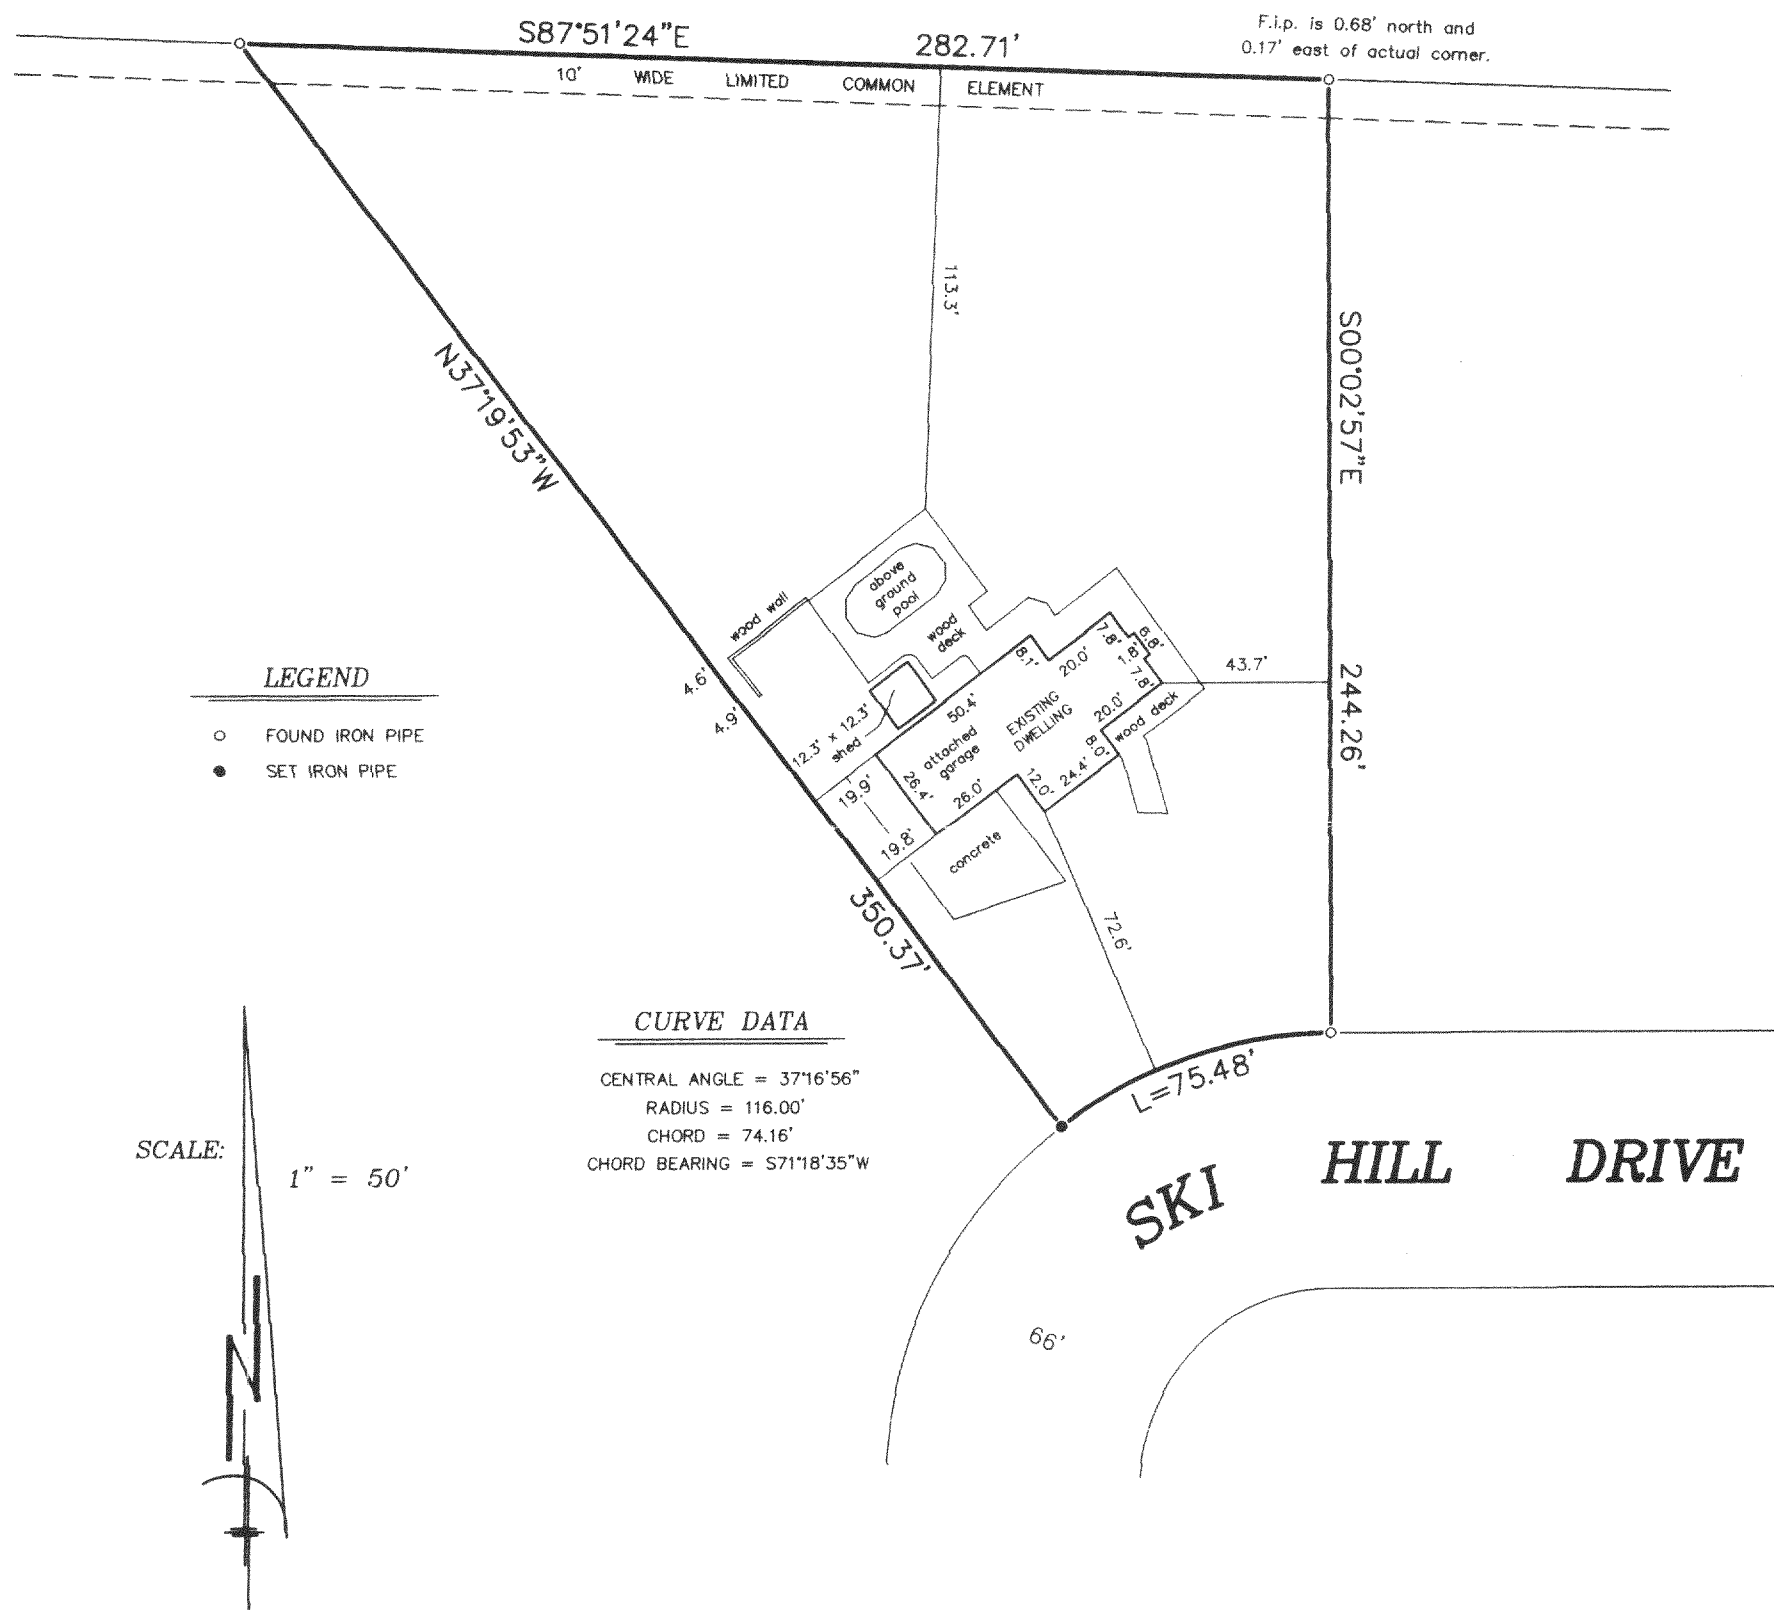 S87°51'24"E 282.71'
F.i.p. is 0.68' north and
0.17' east of actual corner.
10' WIDE LIMITED COMMON ELEMENT
113.3'
S00°02'57"E 244.26'
N37°19'53"W 350.37'
wood wall
above
ground
pool
wood
deck
4.6'
4.9'
12.3' x 12.3'
shed
50.4'
8.1'
20.0'
7.8'
8.8'
1.8'
7.8'
43.7'
EXISTING
DWELLING
20.0'
wood deck
attached
garage
26.4'
26.0'
12.0'
24.4'
8.0'
19.9'
19.8'
concrete
72.6'
LEGEND
FOUND IRON PIPE
SET IRON PIPE
CURVE DATA
CENTRAL ANGLE = 37°16'56"
RADIUS = 116.00'
CHORD = 74.16'
CHORD BEARING = S71°18'35"W
L=75.48'
SCALE: 1" = 50'
SKI HILL DRIVE
66'
N